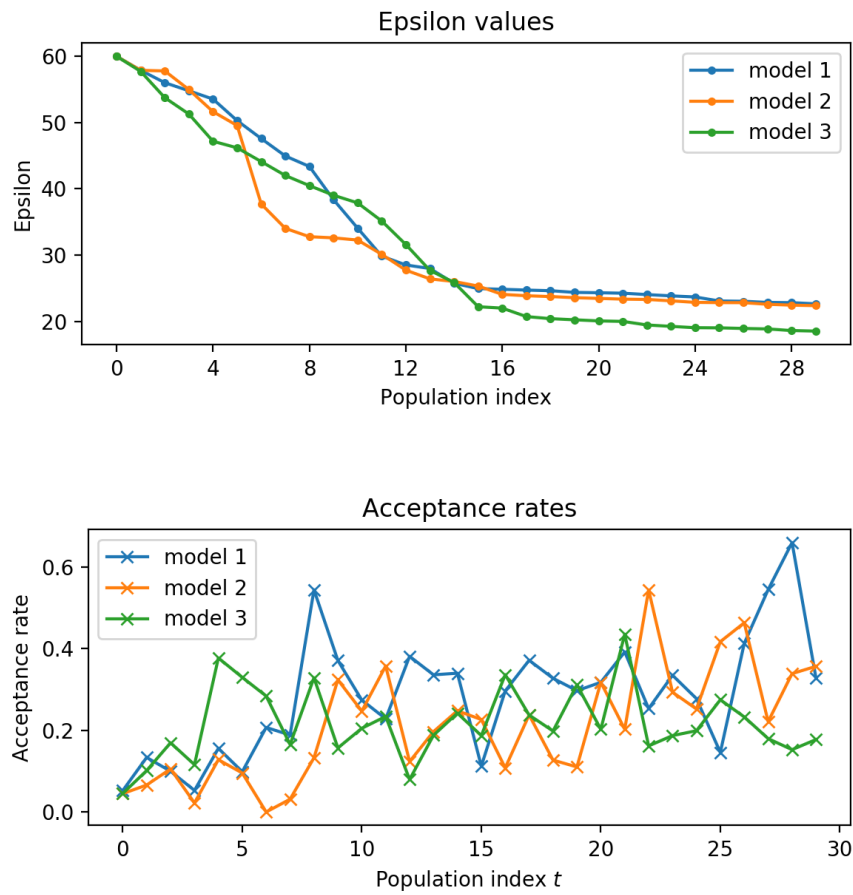 Epsilon values
60
50
40
30
20
Epsilon
model 1
model 2
model 3
0 4 8 12 16 20 24 28
Population index
Acceptance rates
0.6
0.4
0.2
0.0
Acceptance rate
model 1
model 2
model 3
0 5 10 15 20 25 30
Population index t